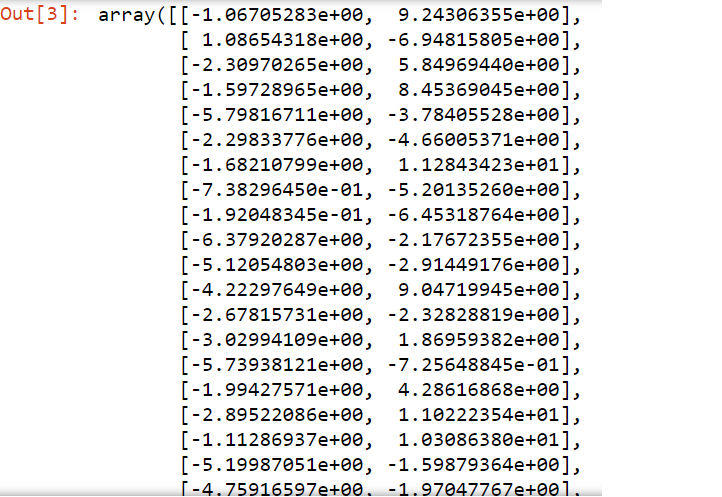 Out[3]: array([[-1.06705283e+00,  9.24306355e+00],
[ 1.08654318e+00, -6.94815805e+00],
[-2.30970265e+00,  5.84969440e+00],
[-1.59728965e+00,  8.45369045e+00],
[-5.79816711e+00, -3.78405528e+00],
[-2.29833776e+00, -4.66005371e+00],
[-1.68210799e+00,  1.12843423e+01],
[-7.38296450e-01, -5.20135260e+00],
[-1.92048345e-01, -6.45318764e+00],
[-6.37920287e+00, -2.17672355e+00],
[-5.12054803e+00, -2.91449176e+00],
[-4.22297649e+00,  9.04719945e+00],
[-2.67815731e+00, -2.32828819e+00],
[-3.02994109e+00,  1.86959382e+00],
[-5.73938121e+00, -7.25648845e-01],
[-1.99427571e+00,  4.28616868e+00],
[-2.89522086e+00,  1.10222354e+01],
[-1.11286937e+00,  1.03086380e+01],
[-5.19987051e+00, -1.59879364e+00],
[-4.75916597e+00, -1.97047767e+00],